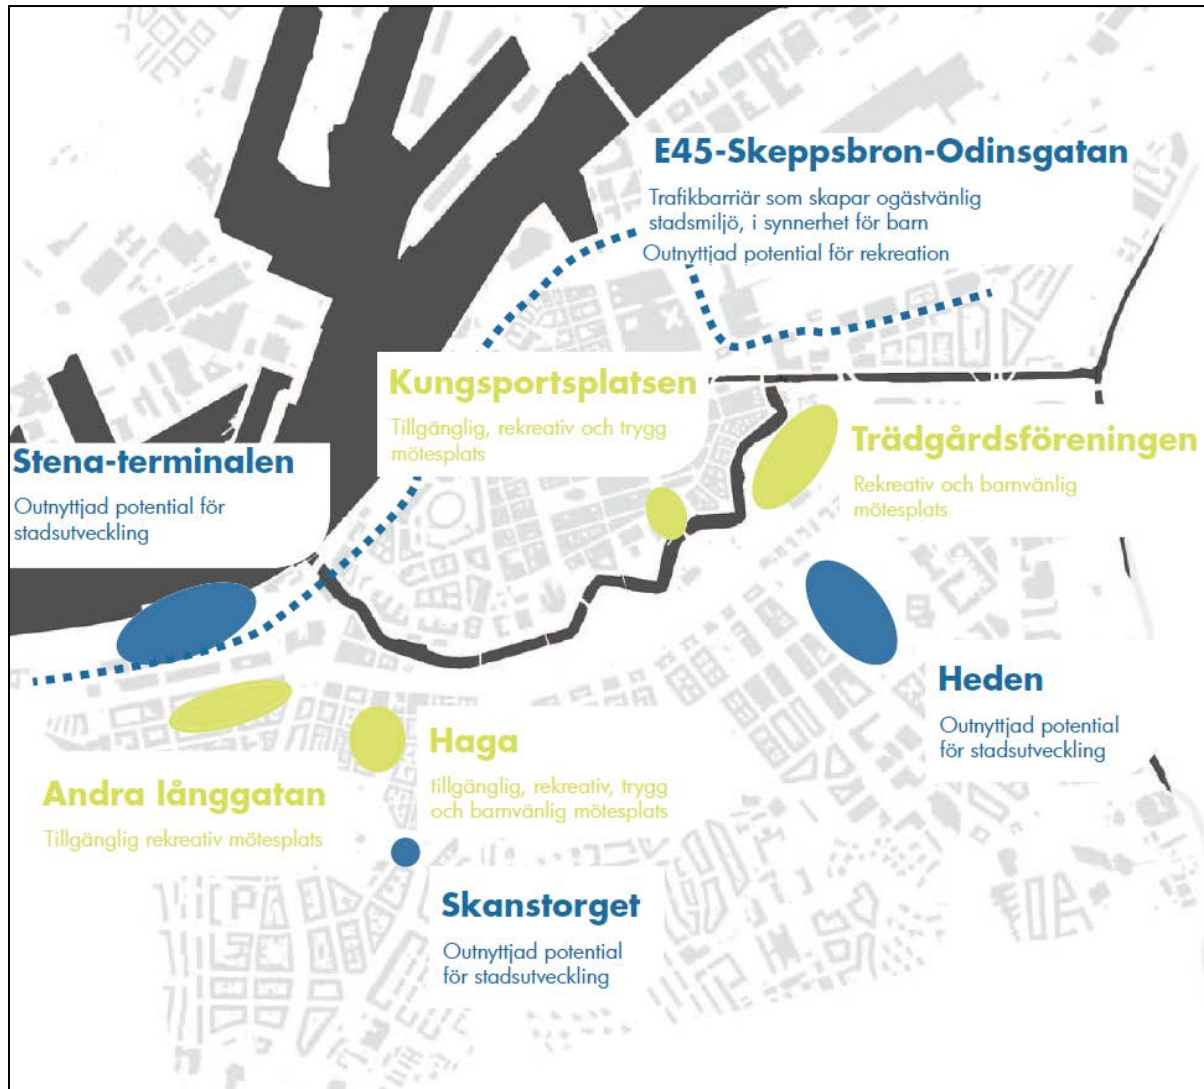 E45-Skeppsbron-Odinsgatan
Trafikbarriär som skapar ogästvänlig
stadsmiljö, i synnerhet för barn
Outnyttjad potential för rekreation
Kungsportsplatsen
Tillgänglig, rekreativ och trygg
mötesplats
Trädgårdsföreningen
Rekreativ och barnvänlig
mötesplats
Stena-terminalen
Outnyttjad potential för
stadsutveckling
Heden
Outnyttjad potential
för stadsutveckling
Haga
tillgänglig, rekreativ, trygg
och barnvänlig mötesplats
Andra långgatan
Tillgänglig rekreativ mötesplats
Skanstorget
Outnyttjad potential
för stadsutveckling